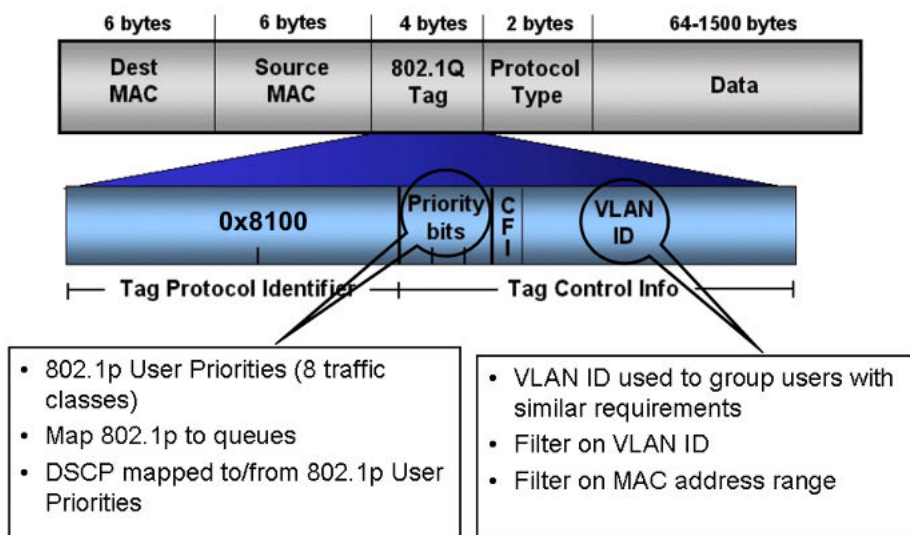 6 bytes 6 bytes 4 bytes 2 bytes 64-1500 bytes
Dest MAC
Source MAC
802.1Q Tag
Protocol Type
Data
0x8100
Priority bits
CFI
VLAN ID
Tag Protocol Identifier
Tag Control Info
• 802.1p User Priorities (8 traffic
classes)
• Map 802.1p to queues
• DSCP mapped to/from 802.1p User
Priorities
• VLAN ID used to group users with
similar requirements
• Filter on VLAN ID
• Filter on MAC address range